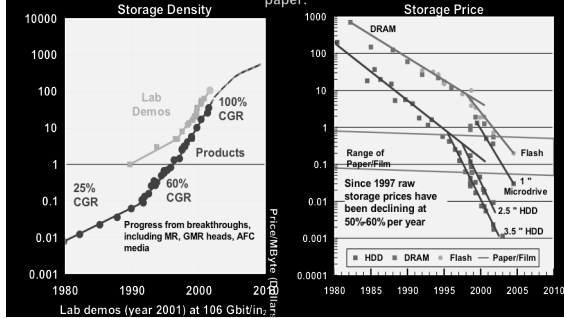 paper.
Storage Density
10000
1000
100
10
1
0.1
0.01
0.001
1980
1990
2000
2010
Lab
Demos
100%
CGR
Products
60%
CGR
25%
CGR
Progress from breakthroughs,
including MR, GMR heads, AFC
media
Lab demos (year 2001) at 106 Gbit/in2
Storage Price
Price/MByte (Dollars
1000
100
10
1
0.1
0.01
0.001
0.0001
1980
1985
1990
1995
2000
2005
2010
DRAM
Range of
Paper/Film
Flash
1 "
Microdrive
Since 1997 raw
storage prices have
been declining at
50%-60% per year
2.5 " HDD
3.5 " HDD
HDD DRAM Flash Paper/Film